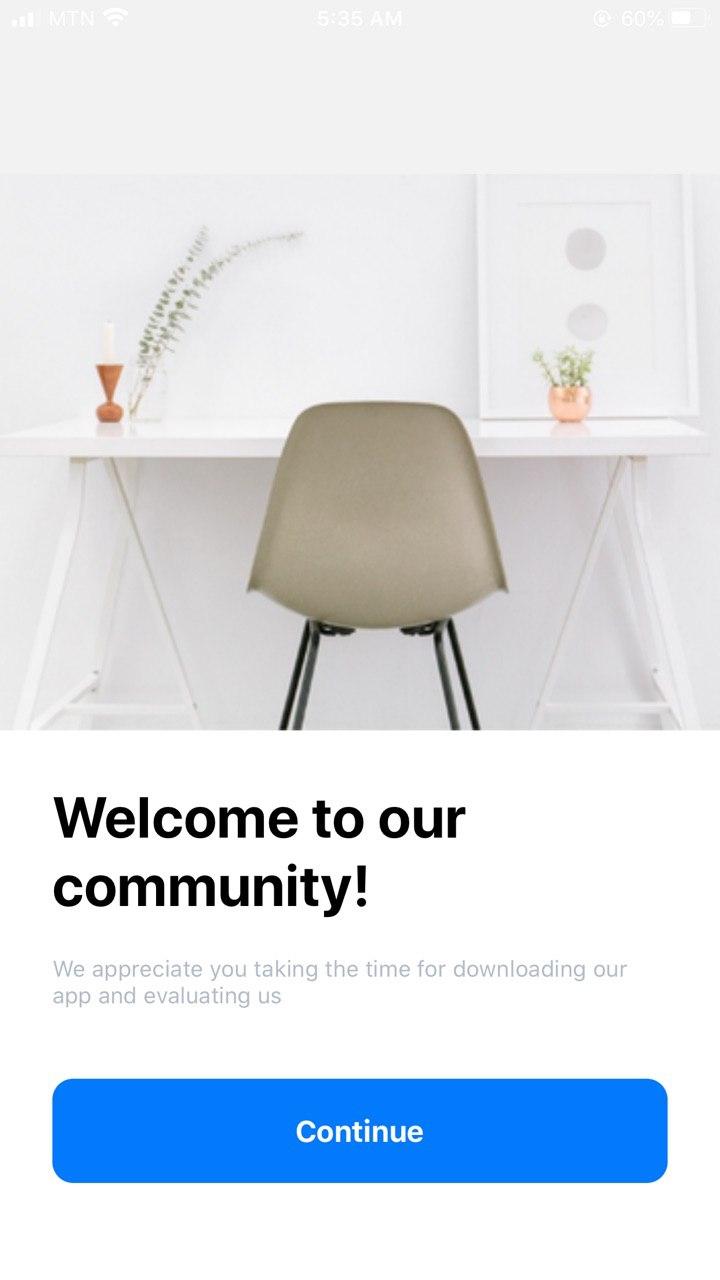 MTN 5:35 AM 60%
Welcome to our
community!
We appreciate you taking the time for downloading our
app and evaluating us
Continue